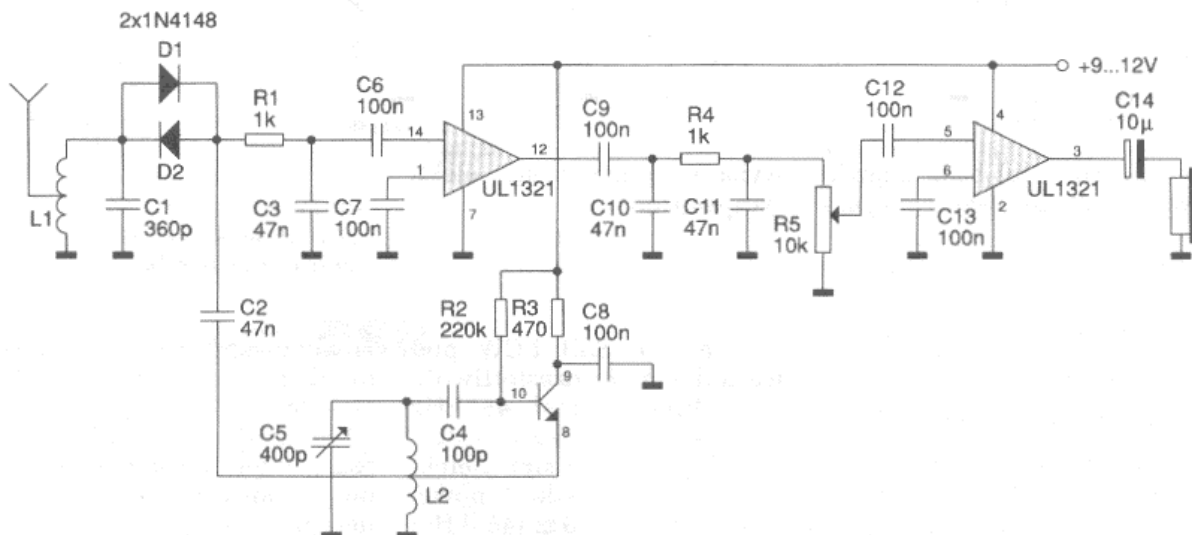 2x1N4148
D1
D2
L1
C1
360p
R1
1k
C3
47n
C6
100n
C7
100n
14
1
13
7
12
UL1321
C9
100n
R4
1k
C10
47n
C11
47n
R5
10k
C12
100n
C13
100n
5
6
4
2
3
UL1321
+9...12V
C14
10µ
C2
47n
R2
220k
R3
470
C8
100n
9
10
8
C4
100p
C5
400p
L2